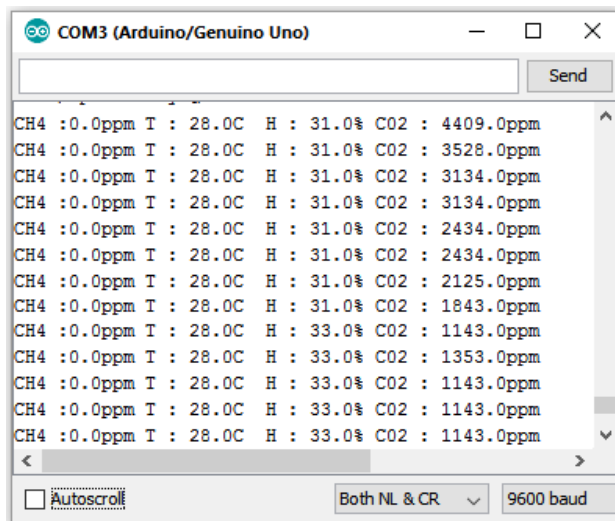 COM3 (Arduino/Genuino Uno)
Send
CH4 :0.0ppm T : 28.0C  H : 31.0% C02 : 4409.0ppm
CH4 :0.0ppm T : 28.0C  H : 31.0% C02 : 3528.0ppm
CH4 :0.0ppm T : 28.0C  H : 31.0% C02 : 3134.0ppm
CH4 :0.0ppm T : 28.0C  H : 31.0% C02 : 3134.0ppm
CH4 :0.0ppm T : 28.0C  H : 31.0% C02 : 2434.0ppm
CH4 :0.0ppm T : 28.0C  H : 31.0% C02 : 2434.0ppm
CH4 :0.0ppm T : 28.0C  H : 31.0% C02 : 2125.0ppm
CH4 :0.0ppm T : 28.0C  H : 31.0% C02 : 1843.0ppm
CH4 :0.0ppm T : 28.0C  H : 33.0% C02 : 1143.0ppm
CH4 :0.0ppm T : 28.0C  H : 33.0% C02 : 1353.0ppm
CH4 :0.0ppm T : 28.0C  H : 33.0% C02 : 1143.0ppm
CH4 :0.0ppm T : 28.0C  H : 33.0% C02 : 1143.0ppm
CH4 :0.0ppm T : 28.0C  H : 33.0% C02 : 1143.0ppm
Autoscroll Both NL & CR 9600 baud